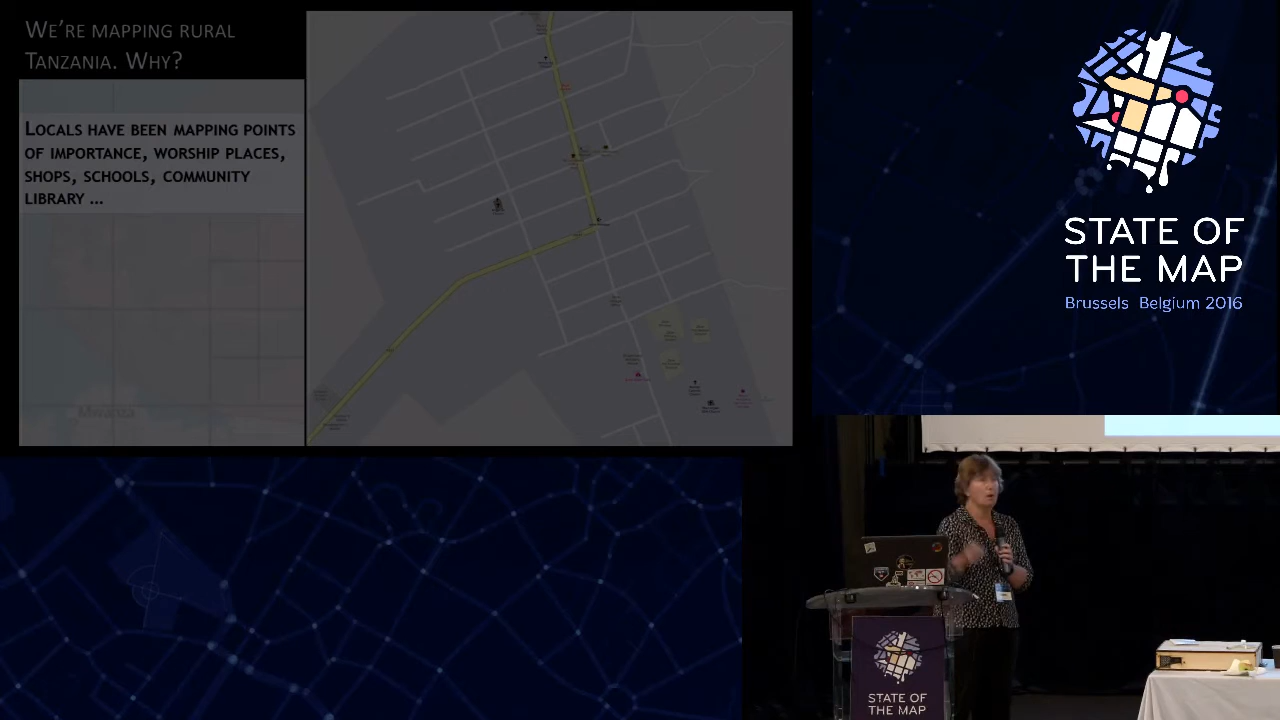 WE'RE MAPPING RURAL
TANZANIA. WHY?
LOCALS HAVE BEEN MAPPING POINTS
OF IMPORTANCE, WORSHIP PLACES,
SHOPS, SCHOOLS, COMMUNITY
LIBRARY ...
Mwanza
STATE OF
THE MAP
Brussels Belgium 2016
STATE OF
THE MAP